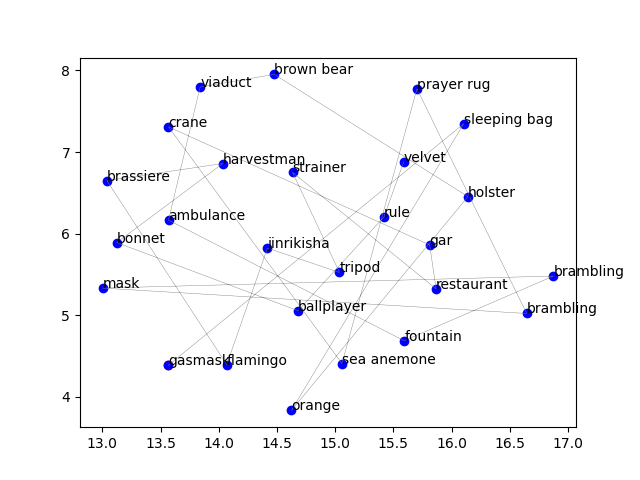 8
brown bear
viaduct
prayer rug
sleeping bag
crane
7
harvestman
velvet
strainer
brassiere
holster
ambulance
rule
6
bonnet
gar
jinrikisha
tripod
brambling
mask
restaurant
5
ballplayer
brambling
fountain
gasmask
flamingo
sea anemone
4
orange
13.0 13.5 14.0 14.5 15.0 15.5 16.0 16.5 17.0